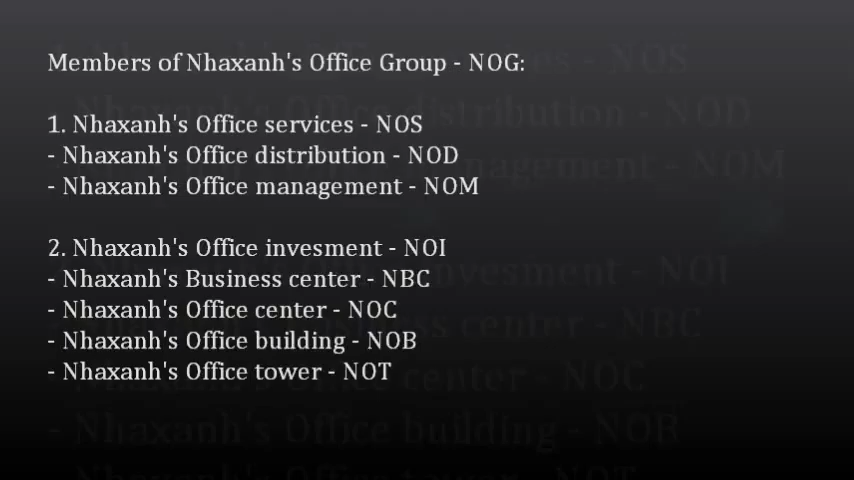 Members of Nhaxanh's Office Group - NOG:
1. Nhaxanh's Office services - NOS
- Nhaxanh's Office distribution - NOD
- Nhaxanh's Office management - NOM
2. Nhaxanh's Office invesment - NOI
- Nhaxanh's Business center - NBC
- Nhaxanh's Office center - NOC
- Nhaxanh's Office building - NOB
- Nhaxanh's Office tower - NOT